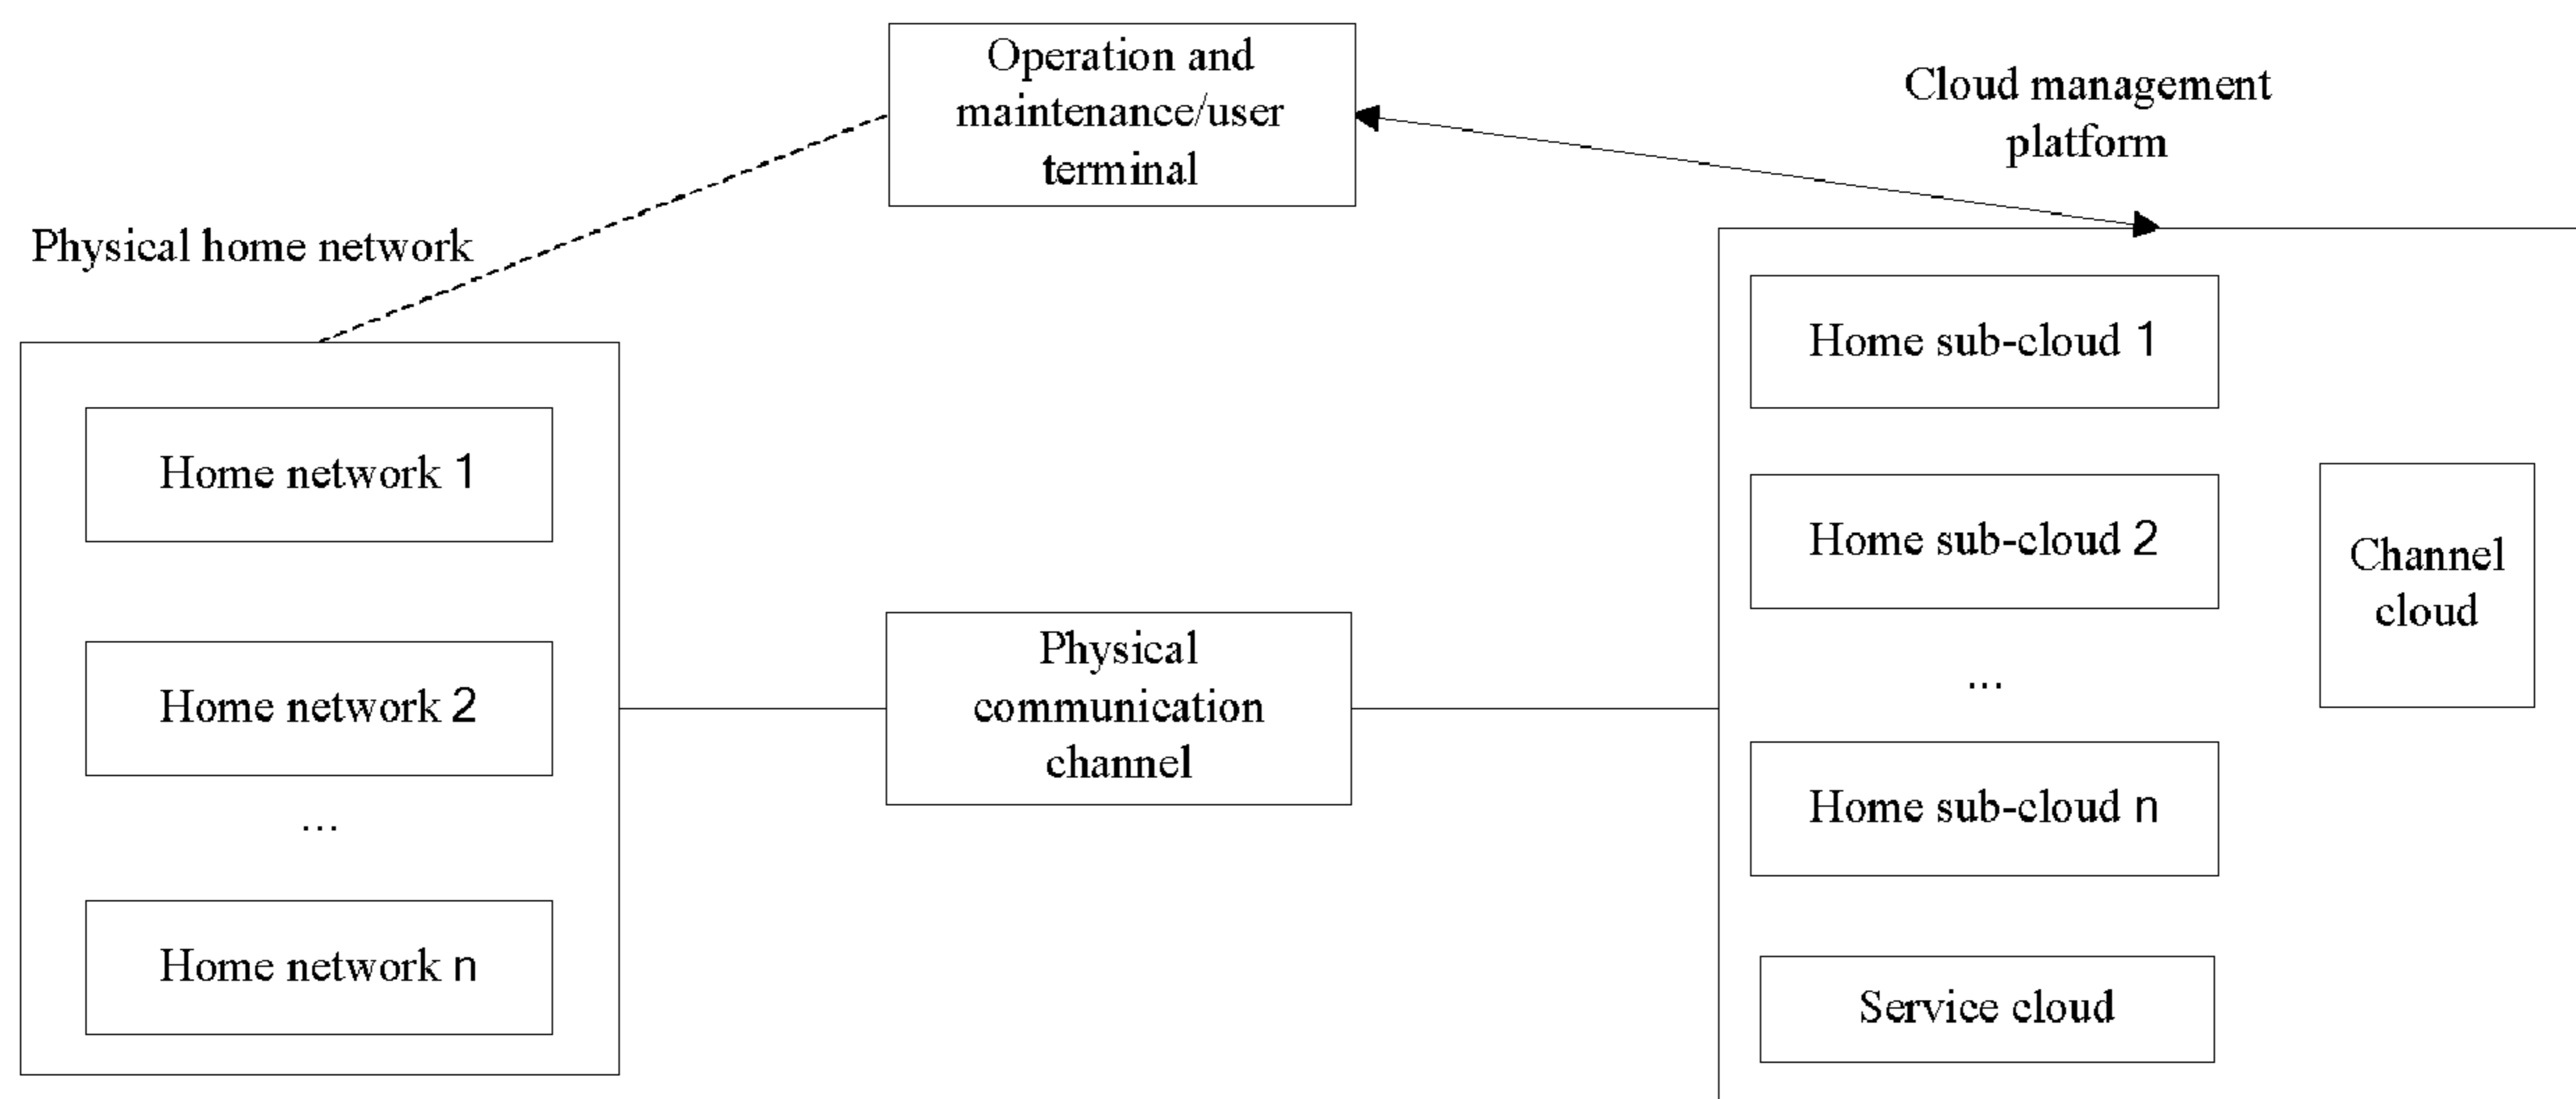 Operation and
maintenance/user
terminal
Cloud management
platform
Physical home network
Home network 1
Home network 2
...
Home network n
Physical
communication
channel
Home sub-cloud 1
Home sub-cloud 2
...
Home sub-cloud n
Service cloud
Channel
cloud